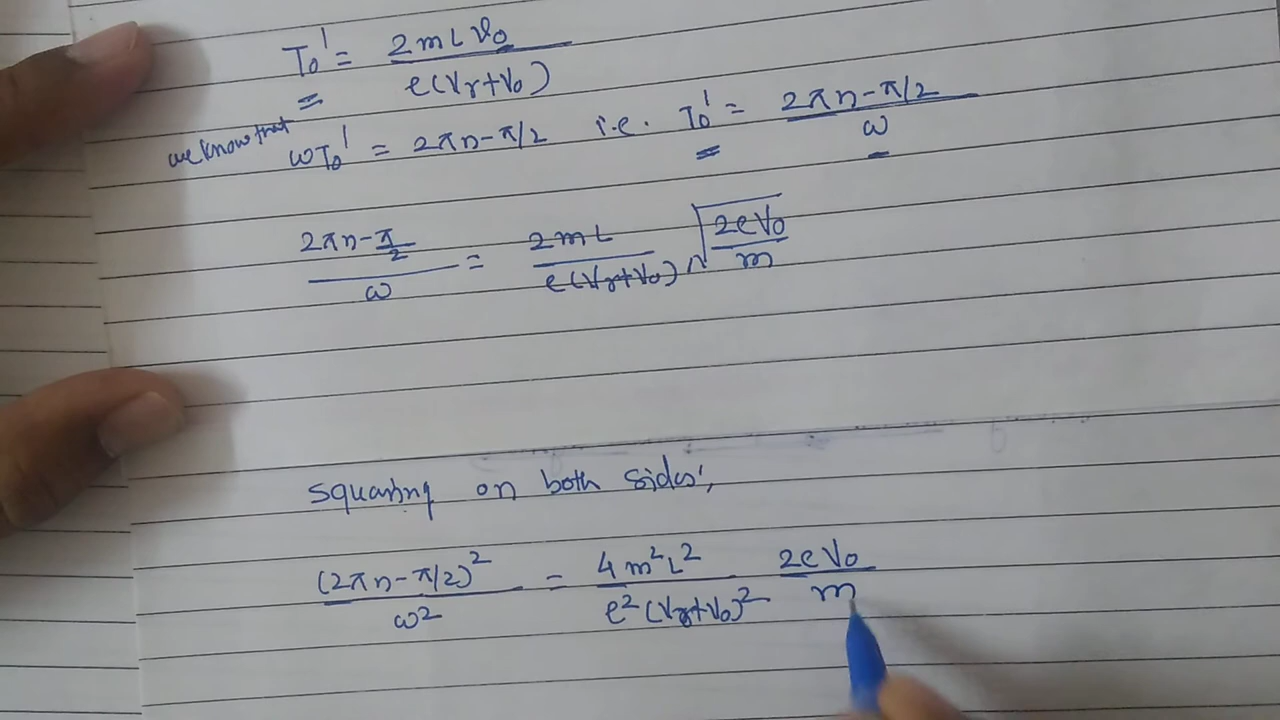 T₀' = 2mLv₀ / e(Vr+V₀)
we know that ωT₀' = 2πn-π/2 i.e. T₀' = 2πn-π/2 / ω
2πn-π/2 / ω = 2mL / e(Vr+V₀) √(2eV₀/m)
Squaring on both sides,
(2πn-π/2)² / ω² = 4m²L² / e²(Vr+V₀)² 2eV₀ / m